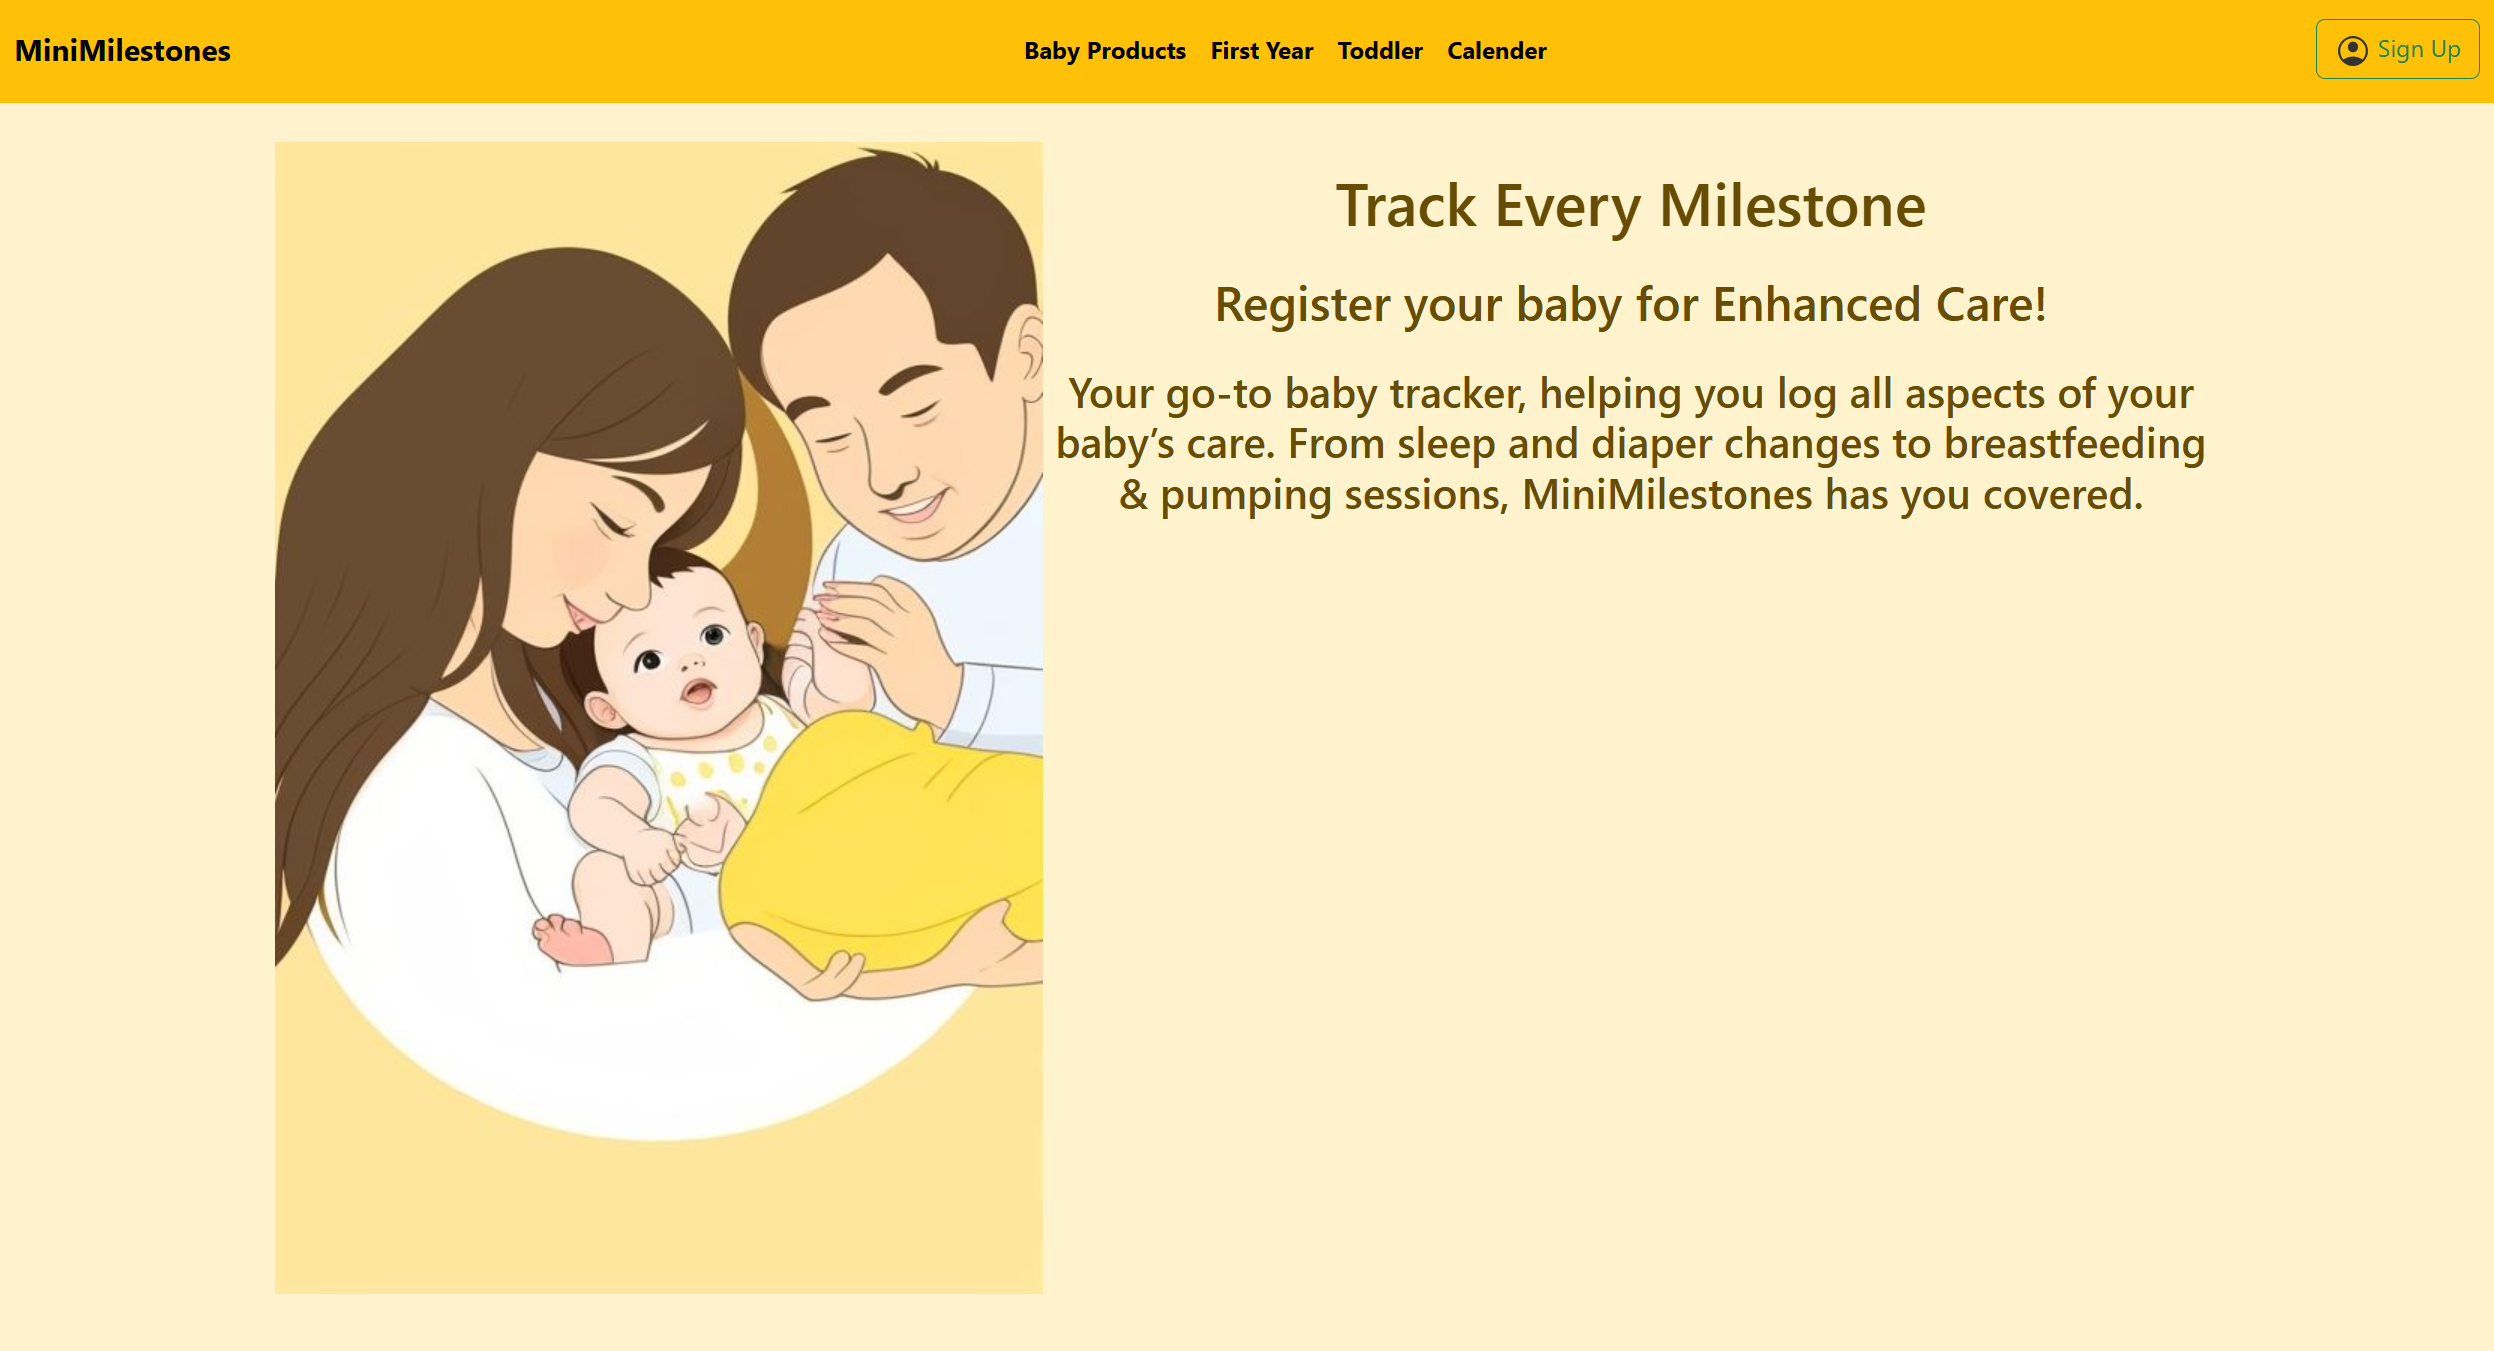 MiniMilestones
Baby Products First Year Toddler Calender
Sign Up
Track Every Milestone
Register your baby for Enhanced Care!
Your go-to baby tracker, helping you log all aspects of your
baby’s care. From sleep and diaper changes to breastfeeding
& pumping sessions, MiniMilestones has you covered.